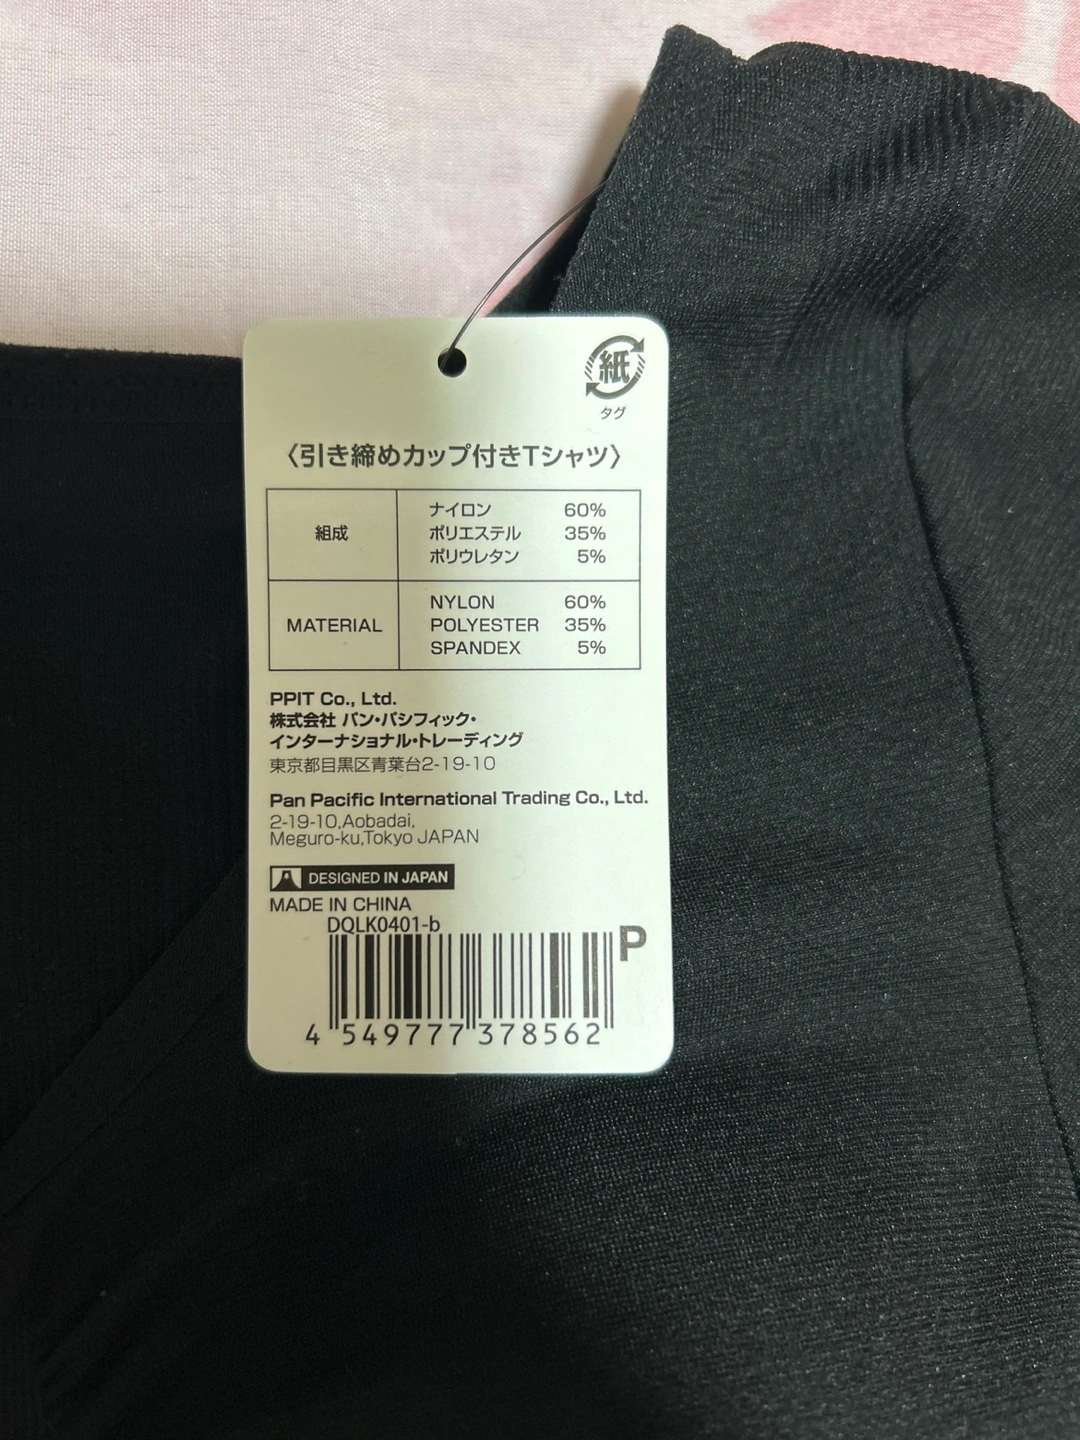 紙
タグ
〈引き締めカップ付きTシャツ〉
組成
ナイロン 60%
ポリエステル 35%
ポリウレタン 5%
MATERIAL
NYLON 60%
POLYESTER 35%
SPANDEX 5%
PPIT Co., Ltd.
株式会社 パン・パシフィック・
インターナショナル・トレーディング
東京都目黒区青葉台2-19-10
Pan Pacific International Trading Co., Ltd.
2-19-10,Aobadai,
Meguro-ku,Tokyo JAPAN
DESIGNED IN JAPAN
MADE IN CHINA
DQLK0401-b
P
4 549777 378562